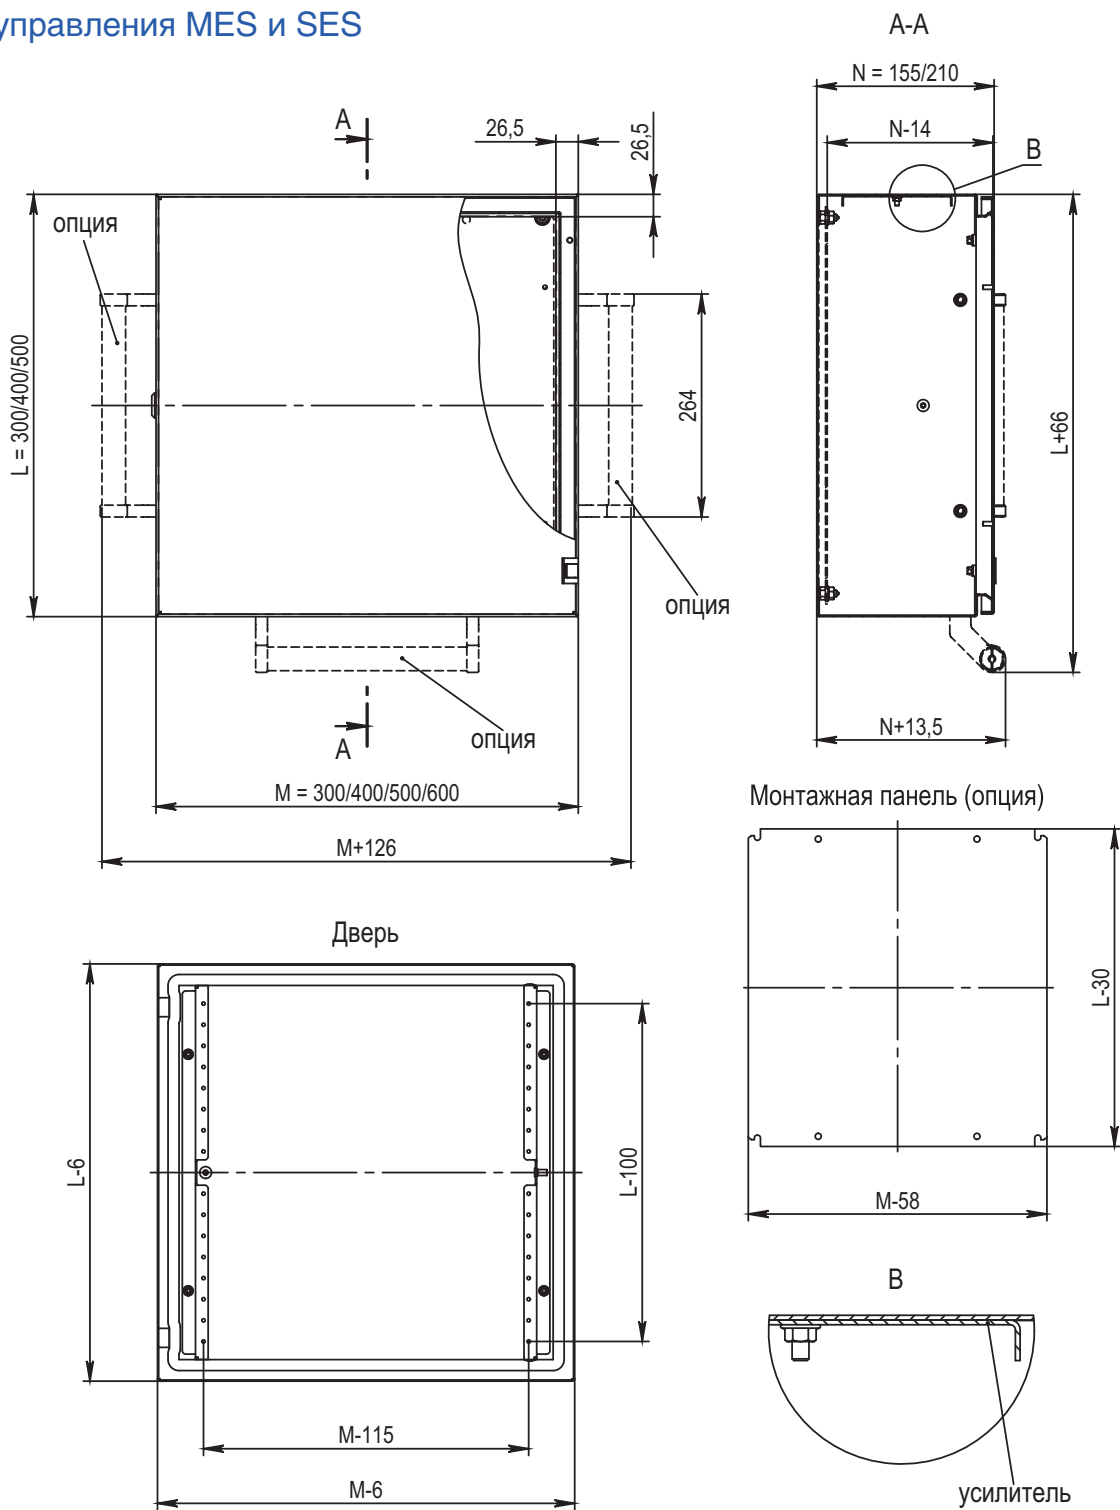 управления MES и SES
A-A
N = 155/210
N-14
B
A
26,5
26,5
опция
L = 300/400/500
264
L+66
опция
A
опция
N+13,5
M = 300/400/500/600
M+126
Монтажная панель (опция)
L-30
M-58
Дверь
L-6
L-100
M-115
M-6
B
усилитель